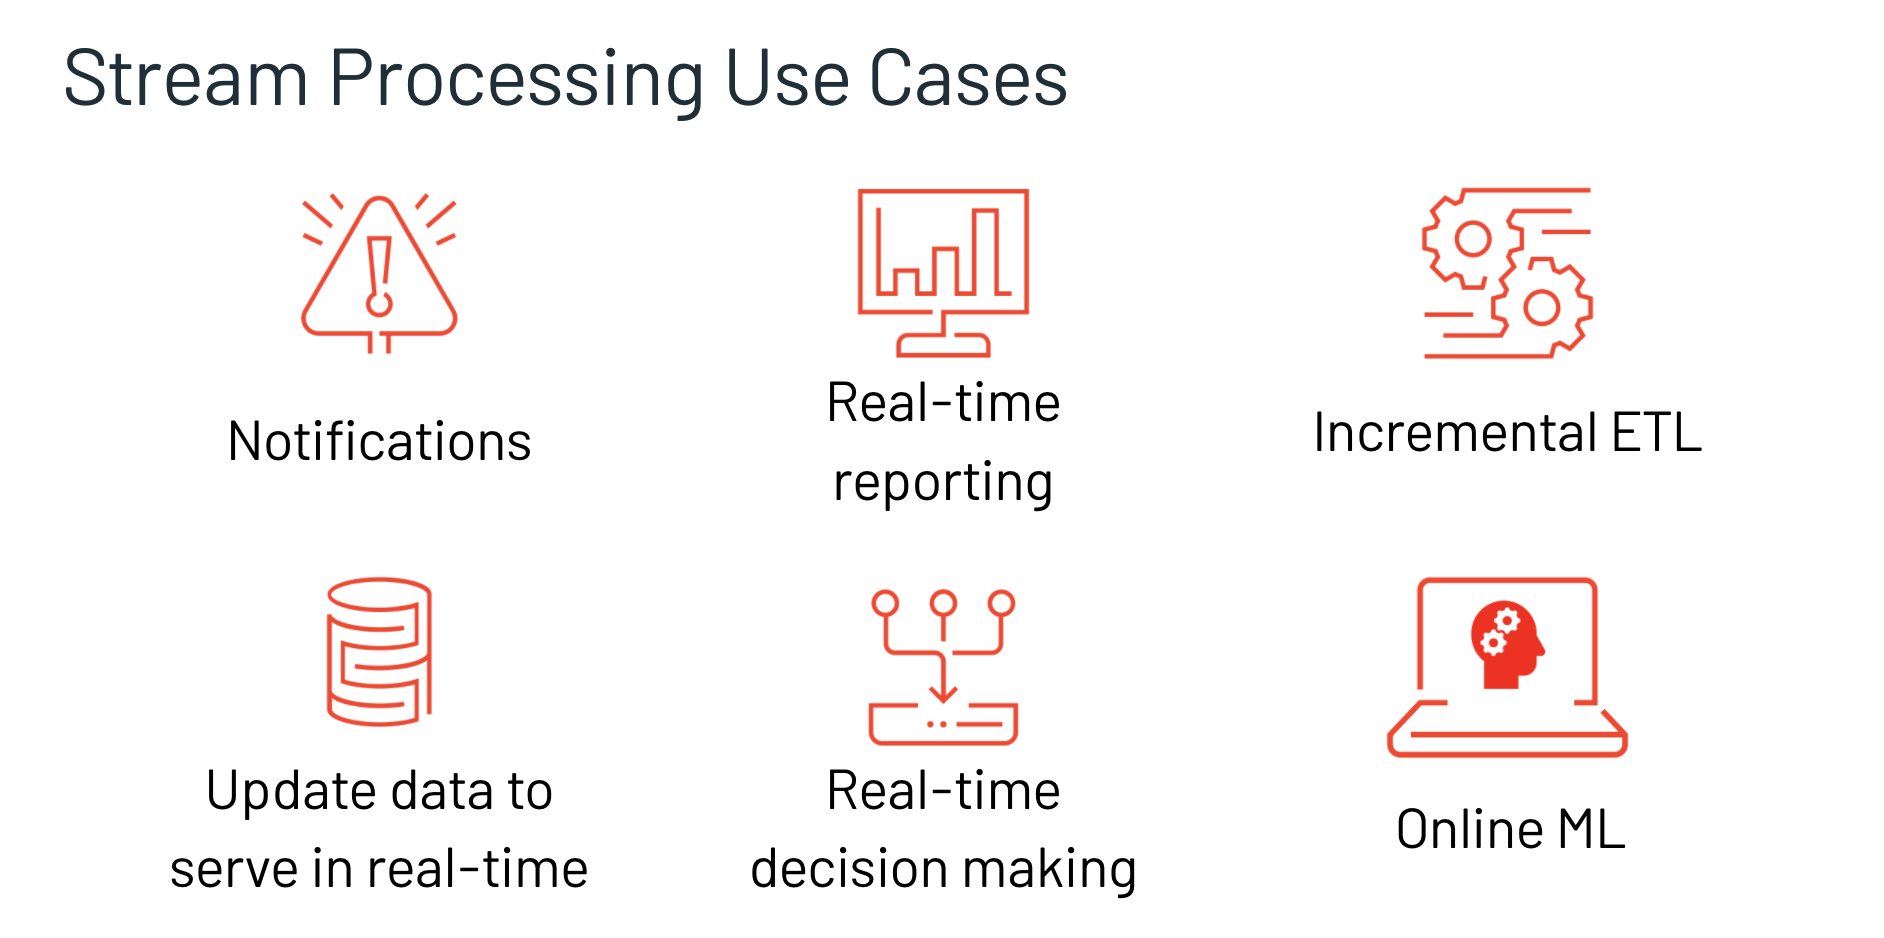 Stream Processing Use Cases
Notifications
Real-time
reporting
Incremental ETL
Update data to
serve in real-time
Real-time
decision making
Online ML